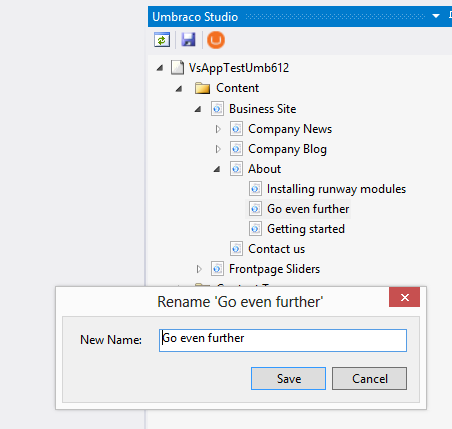 Umbraco Studio
VsAppTestUmb612
Content
Business Site
Company News
Company Blog
About
Installing runway modules
Go even further
Getting started
Contact us
Frontpage Sliders
Rename 'Go even further'
New Name:
Go even further
Save
Cancel